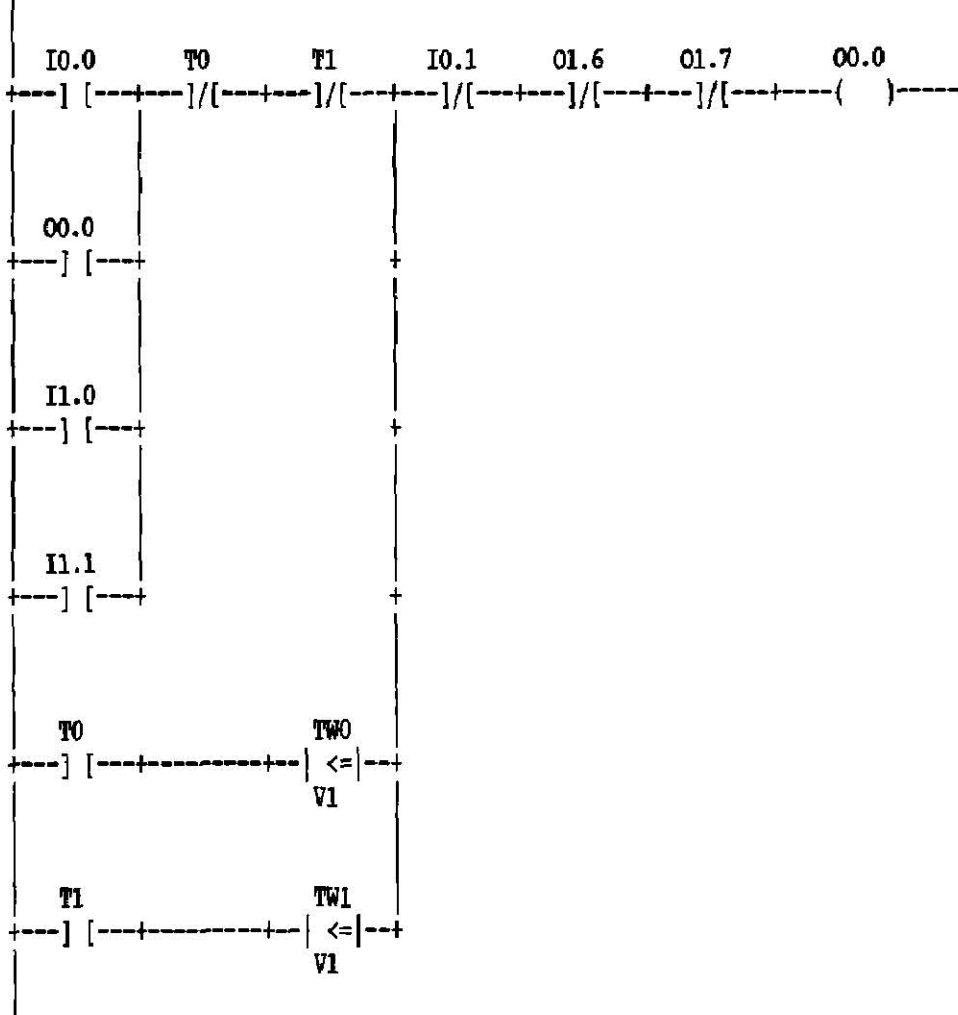 I0.0 T0 T1 I0.1 O1.6 O1.7 O0.0
+---] [---+---]/[---+---]/[---+---]/[---+---]/[---+---]/[---+----( )-----
O0.0
+---] [---+ +
I1.0
+---] [---+ +
I1.1
+---] [---+ +
T0 TW0
+---] [---+---------+--| <=|--+
V1
T1 TW1
+---] [---+---------+--| <=|--+
V1